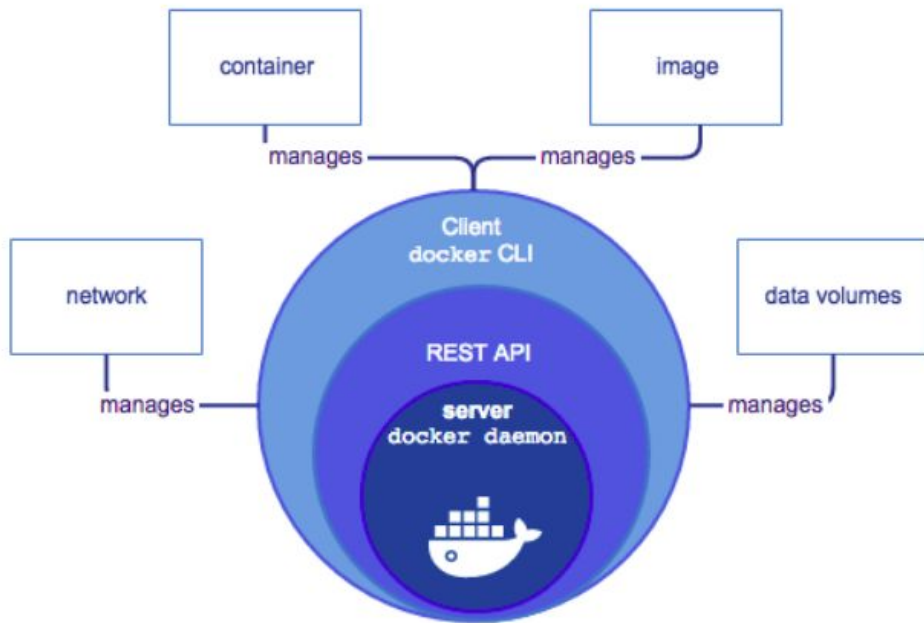 container
image
manages
manages
Client
docker CLI
network
data volumes
REST API
manages
manages
server
docker daemon